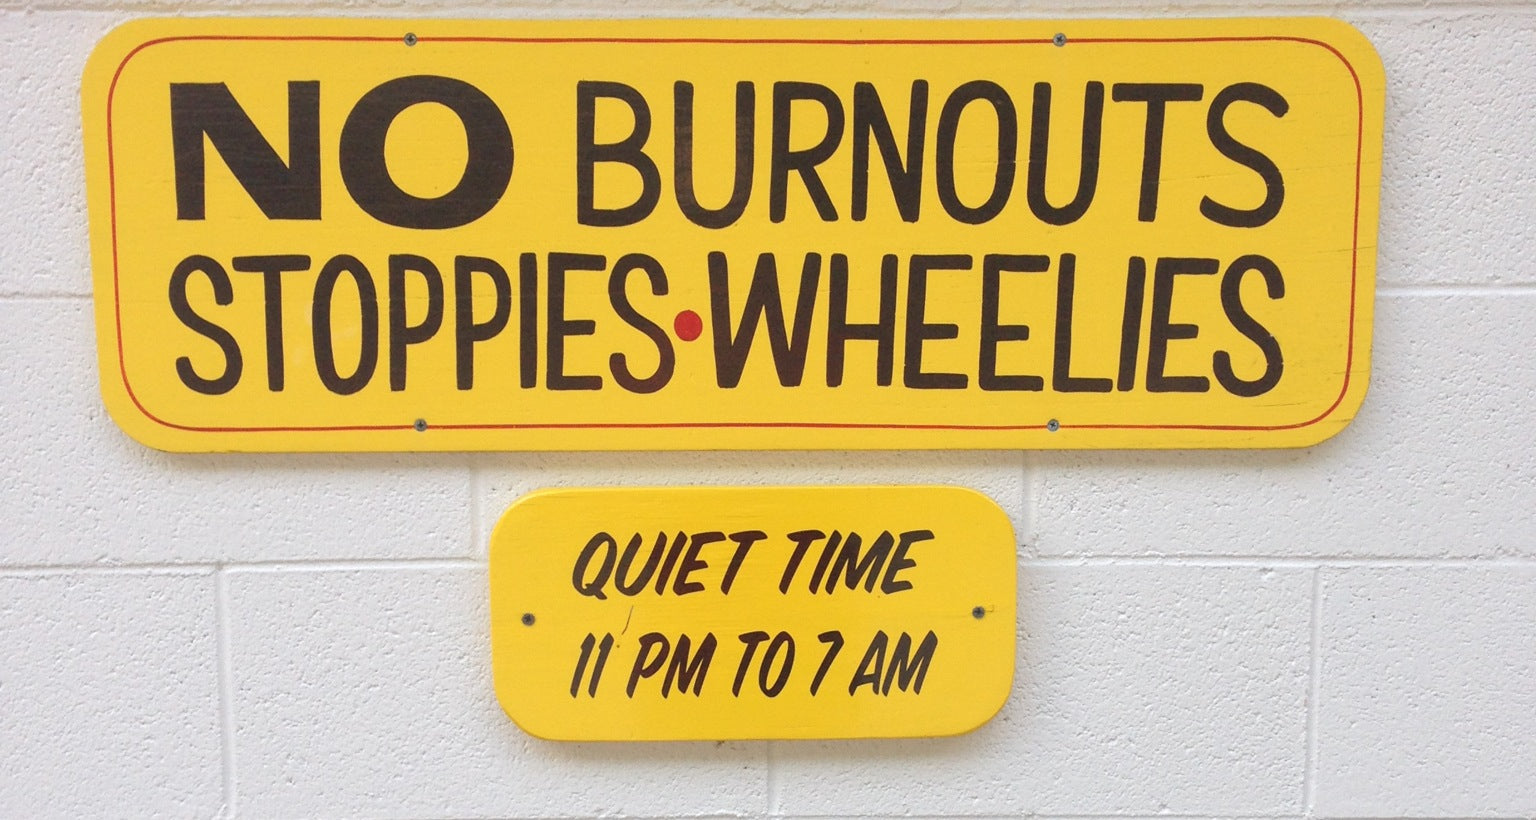 NO BURNOUTS
STOPPIES•WHEELIES
QUIET TIME
11 PM TO 7 AM